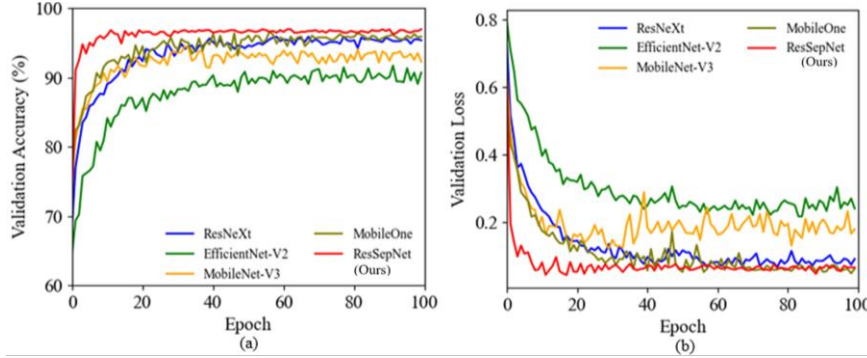 Validation Accuracy (%)
100
90
80
70
60
0
20
40
60
80
100
Epoch
(a)
ResNeXt
EfficientNet-V2
MobileNet-V3
MobileOne
ResSepNet
(Ours)
Validation Loss
0.8
0.6
0.4
0.2
0
20
40
60
80
100
Epoch
(b)
ResNeXt
EfficientNet-V2
MobileNet-V3
MobileOne
ResSepNet
(Ours)